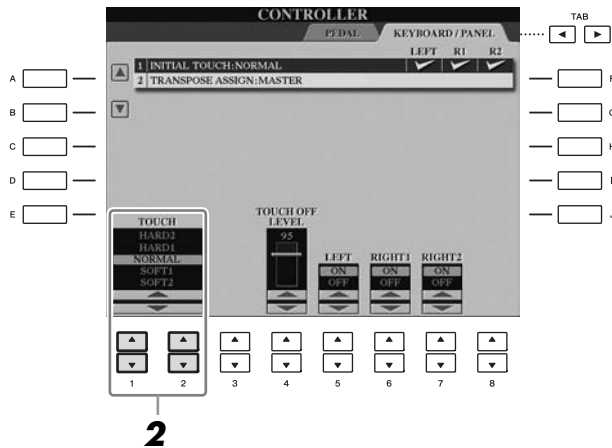 CONTROLLER
PEDAL KEYBOARD / PANEL
TAB
LEFT R1 R2
1 INITIAL TOUCH:NORMAL
2 TRANSPOSE ASSIGN:MASTER
A
B
C
D
E
F
G
H
I
J
TOUCH
HARD2
HARD1
NORMAL
SOFT1
SOFT2
TOUCH OFF
LEVEL
95
LEFT RIGHT1 RIGHT2
ON ON ON
OFF OFF OFF
1 2 3 4 5 6 7 8
2